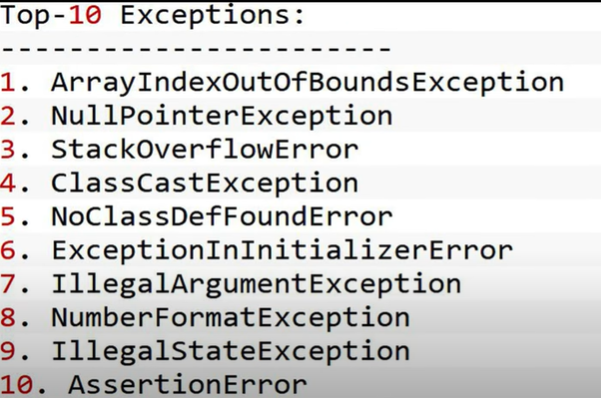 Top-10 Exceptions:
-----------------------
1. ArrayIndexOutOfBoundsException
2. NullPointerException
3. StackOverflowError
4. ClassCastException
5. NoClassDefFoundError
6. ExceptionInInitializerError
7. IllegalArgumentException
8. NumberFormatException
9. IllegalStateException
10. AssertionError